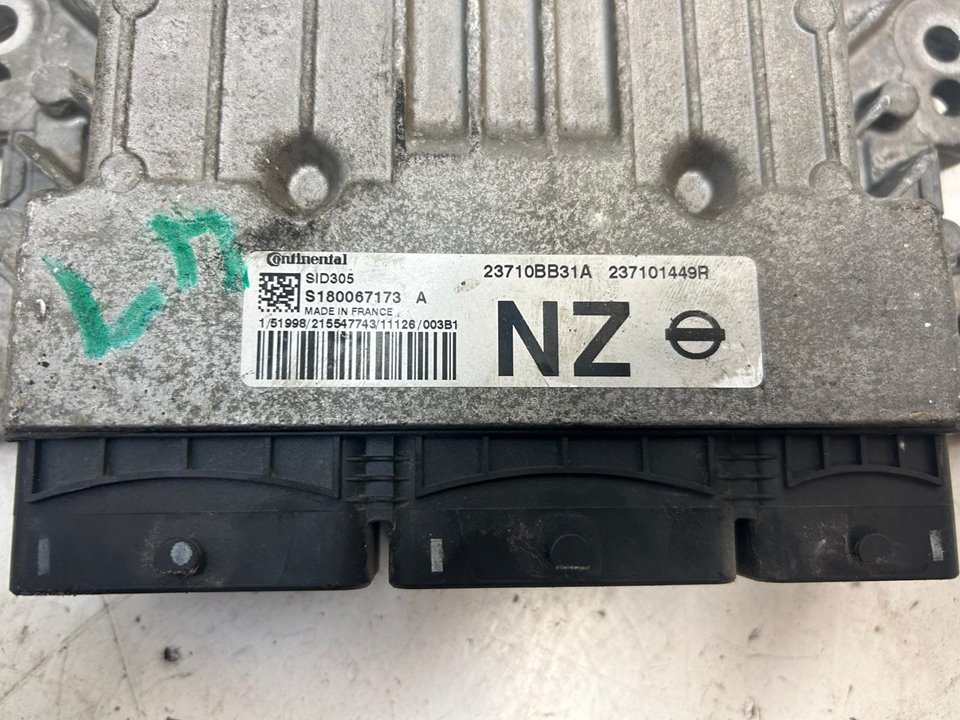 Continental
SID305
S180067173 A
MADE IN FRANCE
1/51998/215547743/11126/003B1
23710BB31A 237101449R
NZ